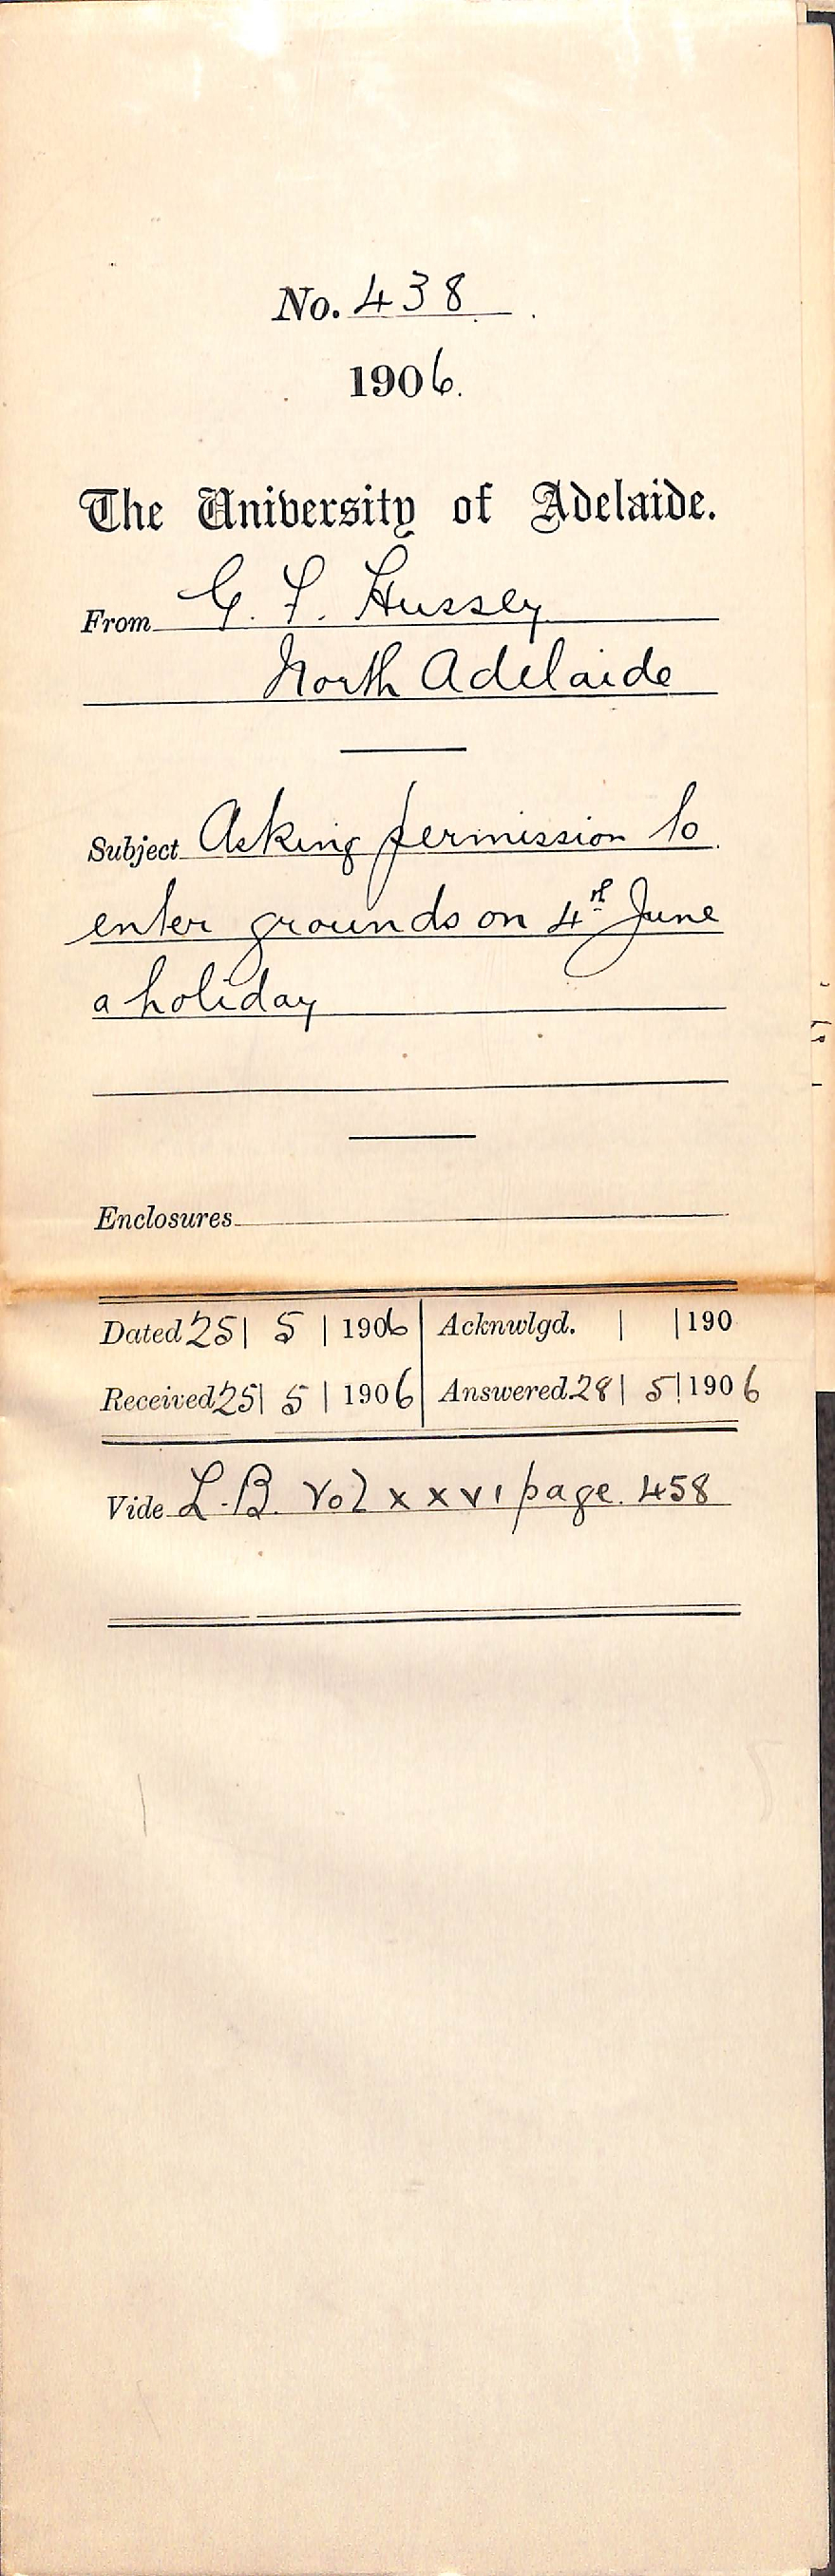 No. 438
1906.
The University of Adelaide.
From G. F. Hussey
North Adelaide
Subject Asking permission to
enter grounds on 4th June
a holiday
Enclosures
Dated 25 | 5 | 1906 | Acknwlgd. | | 190
Received 25 | 5 | 1906 | Answered 28 | 5 | 1906
Vide L.B. Vol xxvi page. 458